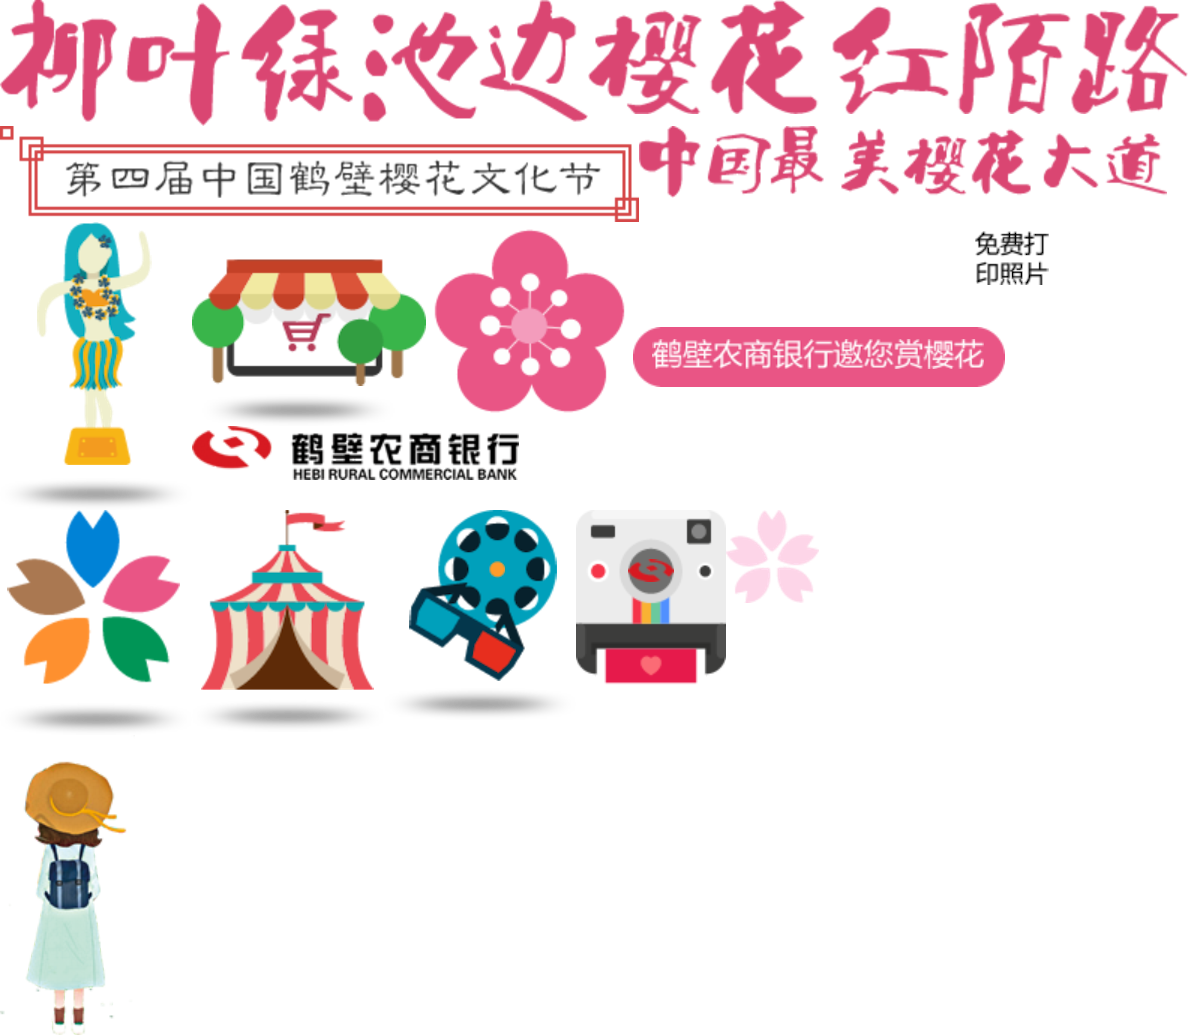 柳叶绿池边樱花红陌路
第四届中国鹤壁樱花文化节
中国最美樱花大道
免费打
印照片
鹤壁农商银行邀您赏樱花
鹤壁农商银行
HEBI RURAL COMMERCIAL BANK